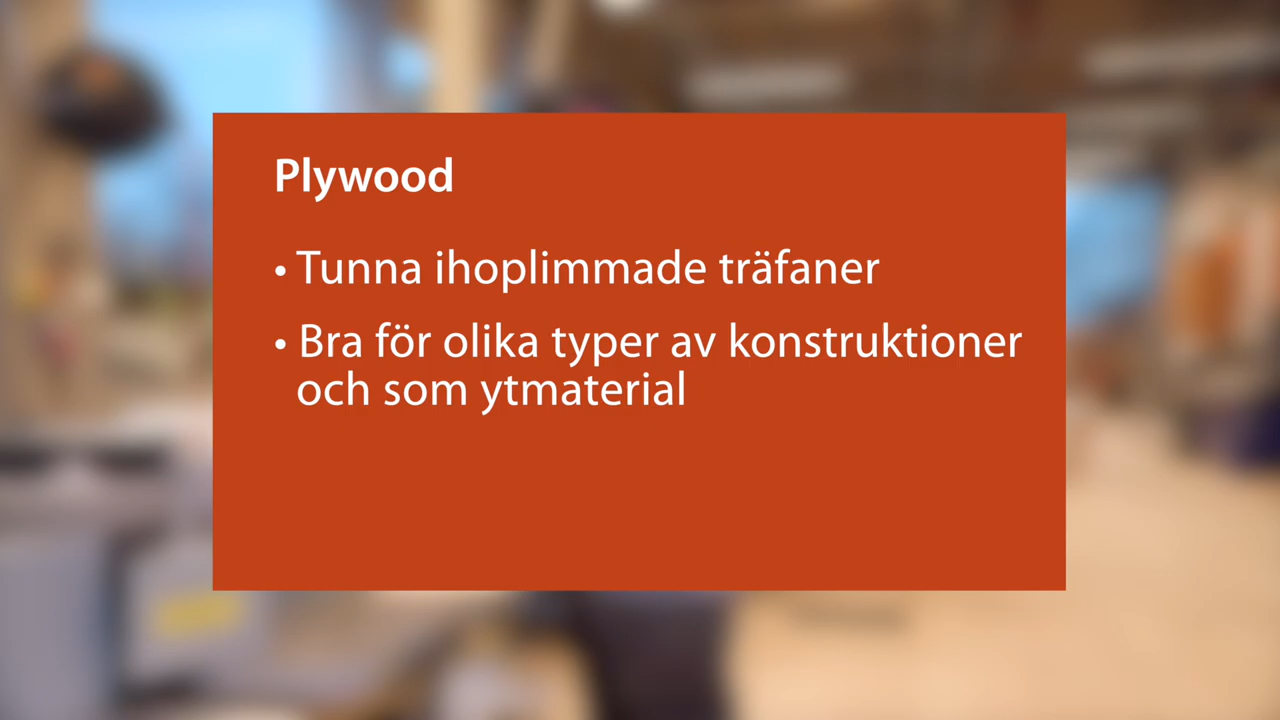 Plywood
• Tunna ihoplimmade träfaner
• Bra för olika typer av konstruktioner
och som ytmaterial